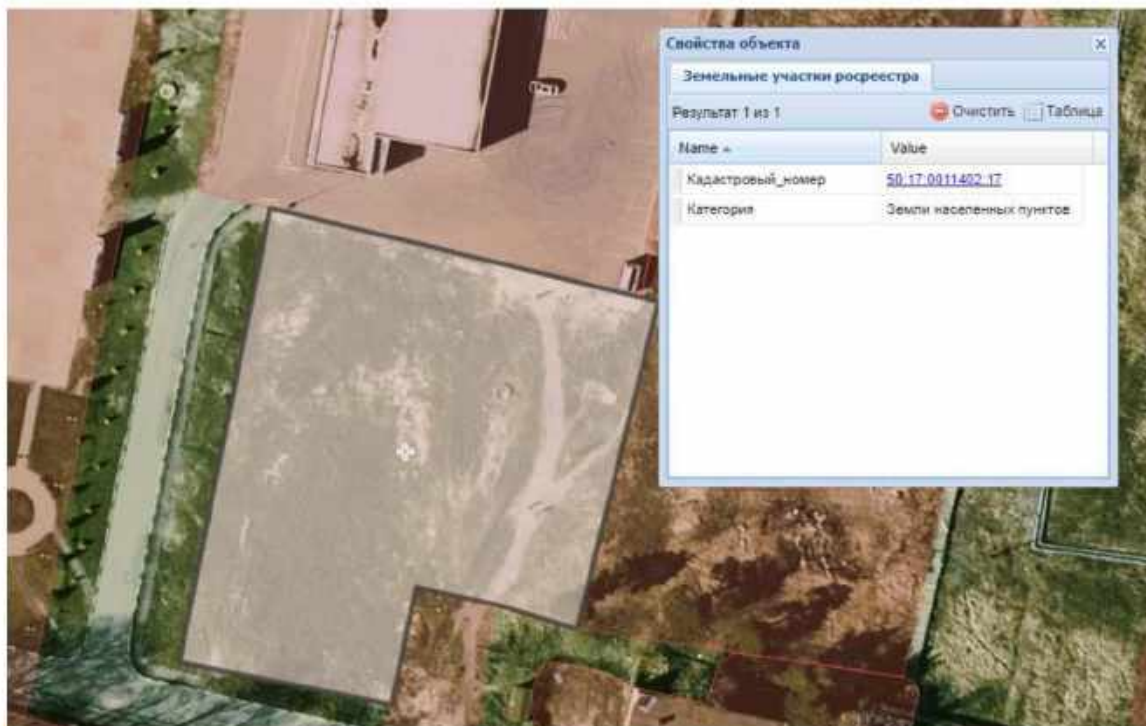 Свойства объекта
Земельные участки росреестра
Результат 1 из 1 Очистить Таблица
Name Value
Кадастровый_номер 50:17:0011402:17
Категория Земли населенных пунктов